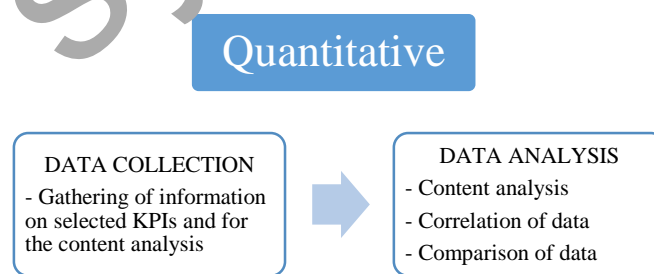 Quantitative
DATA COLLECTION
- Gathering of information
on selected KPIs and for
the content analysis
DATA ANALYSIS
- Content analysis
- Correlation of data
- Comparison of data